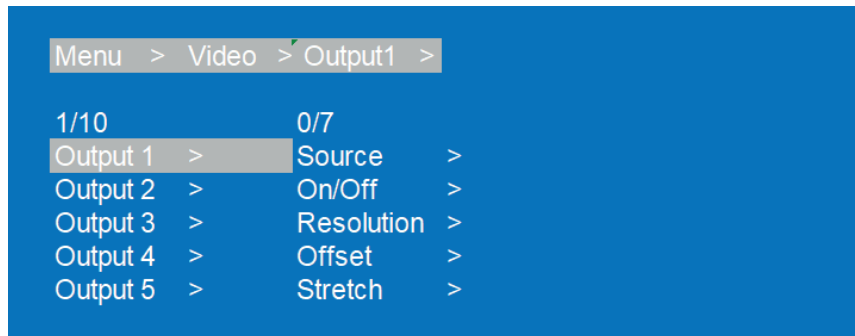 Menu > Video > Output1 >
1/10 0/7
Output 1 > Source >
Output 2 > On/Off >
Output 3 > Resolution >
Output 4 > Offset >
Output 5 > Stretch >